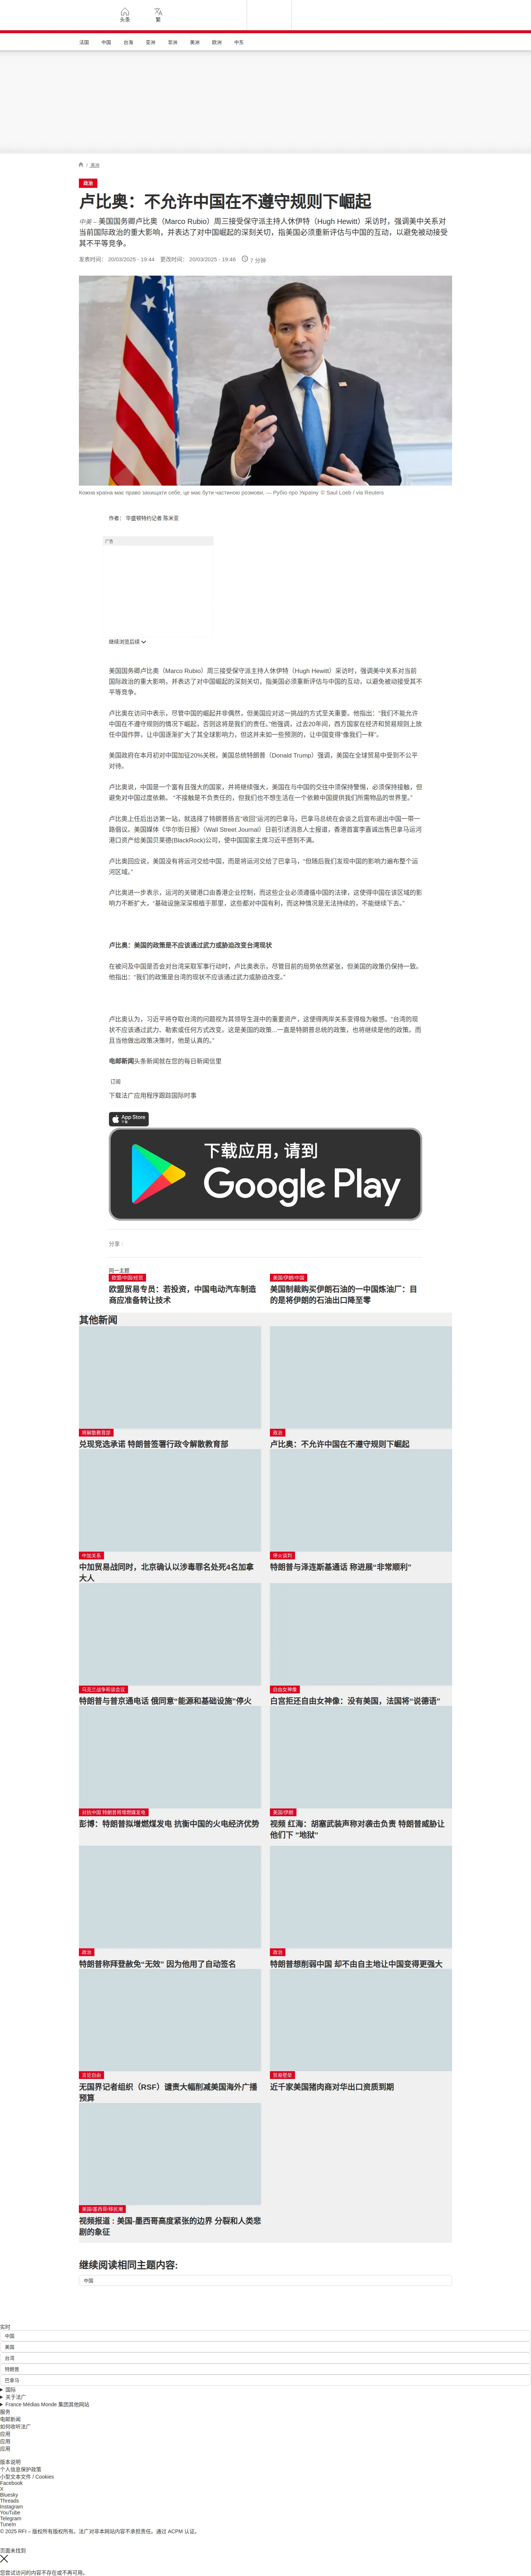 头条
繁
法国
中国
台海
亚洲
非洲
美洲
欧洲
中东
/ 美洲
政治
卢比奥：不允许中国在不遵守规则下崛起
中美 – 美国国务卿卢比奥（Marco Rubio）周三接受保守派主持人休伊特（Hugh Hewitt）采访时，强调美中关系对当前国际政治的重大影响，并表达了对中国崛起的深刻关切，指美国必须重新评估与中国的互动，以避免被动接受其不平等竞争。
发表时间： 20/03/2025 - 19:44 更改时间： 20/03/2025 - 19:46 7 分钟
Кожна країна має право захищати себе, це має бути частиною розмови, — Рубіо про Україну © Saul Loeb / via Reuters
作者： 华盛顿特约记者 陈米亚
广告
继续浏览后续
美国国务卿卢比奥（Marco Rubio）周三接受保守派主持人休伊特（Hugh Hewitt）采访时，强调美中关系对当前国际政治的重大影响，并表达了对中国崛起的深刻关切，指美国必须重新评估与中国的互动，以避免被动接受其不平等竞争。
卢比奥在访问中表示，尽管中国的崛起并非偶然，但美国应对这一挑战的方式至关重要。他指出：“我们不能允许中国在不遵守规则的情况下崛起，否则这将是我们的责任。”他强调，过去20年间，西方国家在经济和贸易规则上放任中国作弊，让中国逐渐扩大了其全球影响力，但这并未如一些预测的，让中国变得“像我们一样”。
美国政府在本月初对中国加征20%关税，美国总统特朗普（Donald Trump）强调，美国在全球贸易中受到不公平对待。
卢比奥说，中国是一个富有且强大的国家，并将继续强大，美国在与中国的交往中须保持警惕，必须保持接触，但避免对中国过度依赖。 “不接触是不负责任的，但我们也不想生活在一个依赖中国提供我们所需物品的世界里。”
卢比奥上任后出访第一站，就选择了特朗普扬言“收回”运河的巴拿马，巴拿马总统在会谈之后宣布退出中国一带一路倡议。美国媒体《华尔街日报》（Wall Street Journal）日前引述消息人士报道，香港首富李嘉诚出售巴拿马运河港口资产给美国贝莱德(BlackRock)公司，使中国国家主席习近平感到不满。
卢比奥回应说，美国没有将运河交给中国，而是将运河交给了巴拿马，“但随后我们发现中国的影响力遍布整个运河区域。”
卢比奥进一步表示，运河的关键港口由香港企业控制，而这些企业必须遵循中国的法律，这使得中国在该区域的影响力不断扩大，“基础设施深深根植于那里，这些都对中国有利，而这种情况是无法持续的，不能继续下去。”
卢比奥：美国的政策是不应该通过武力或胁迫改变台湾现状
在被问及中国是否会对台湾采取军事行动时，卢比奥表示，尽管目前的局势依然紧张，但美国的政策仍保持一致。他指出：“我们的政策是台湾的现状不应该通过武力或胁迫改变。”
卢比奥认为，习近平将夺取台湾的问题视为其领导生涯中的重要资产，这使得两岸关系变得极为敏感。“台湾的现状不应该通过武力、勒索或任何方式改变。这是美国的政策...一直是特朗普总统的政策，也将继续是他的政策，而且当他做出政策决策时，他是认真的。”
电邮新闻头条新闻就在您的每日新闻信里
订阅
下载法广应用程序跟踪国际时事
App Store
下载应用，请到
Google Play
分享 :
同一主题
欧盟/中国/经贸
欧盟贸易专员：若投资，中国电动汽车制造商应准备转让技术
美国/伊朗/中国
美国制裁购买伊朗石油的一中国炼油厂：目的是将伊朗的石油出口降至零
其他新闻
将解散教育部
兑现竞选承诺 特朗普签署行政令解散教育部
政治
卢比奥：不允许中国在不遵守规则下崛起
中加关系
中加贸易战同时，北京确认以涉毒罪名处死4名加拿大人
停火谈判
特朗普与泽连斯基通话 称进展“非常顺利”
乌克兰战争和谈会议
特朗普与普京通电话 俄同意“能源和基础设施”停火
自由女神像
白宫拒还自由女神像：没有美国，法国将“说德语”
对抗中国 特朗普将增燃煤发电
彭博：特朗普拟增燃煤发电 抗衡中国的火电经济优势
美国/伊朗
视频 红海：胡塞武装声称对袭击负责 特朗普威胁让他们下 “地狱”
政治
特朗普称拜登赦免“无效” 因为他用了自动签名
政治
特朗普想削弱中国 却不由自主地让中国变得更强大
言论自由
无国界记者组织（RSF）谴责大幅削减美国海外广播预算
贸易壁垒
近千家美国猪肉商对华出口资质到期
美国/墨西哥/移民潮
视频报道 : 美国-墨西哥高度紧张的边界 分裂和人类悲剧的象征
继续阅读相同主题内容:
中国
实时
中国
美国
台湾
特朗普
巴拿马
国际
关于法广
France Médias Monde 集团其他网站
服务
电邮新闻
如何收听法广
应用
应用
应用
版本说明
个人信息保护政策
小型文本文件 / Cookies
Facebook
X
Bluesky
Threads
Instagram
YouTube
Telegram
TuneIn
© 2025 RFI – 版权所有版权所有。法广对非本网站内容不承担责任。通过 ACPM 认证。
页面未找到
您尝试访问的内容不存在或不再可用。